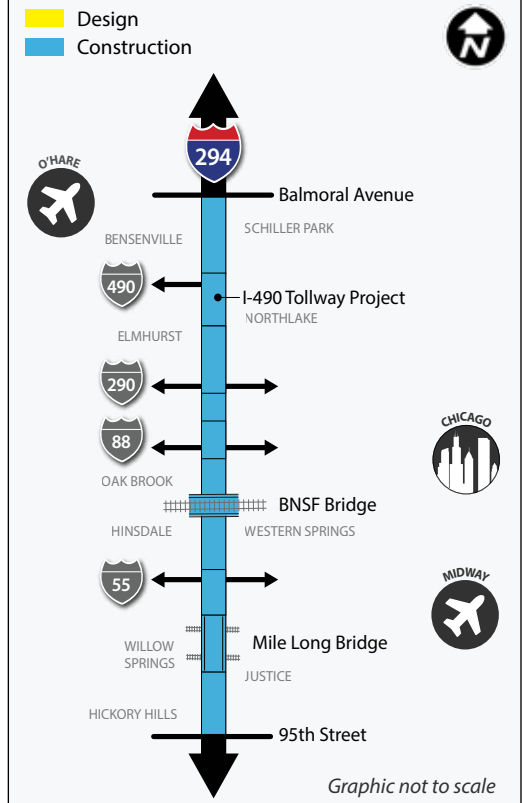 Design
Construction
N
294
O'HARE
Balmoral Avenue
BENSENVILLE
SCHILLER PARK
490
I-490 Tollway Project
NORTHLAKE
ELMHURST
290
88
CHICAGO
OAK BROOK
BNSF Bridge
HINSDALE
WESTERN SPRINGS
55
MIDWAY
WILLOW
SPRINGS
Mile Long Bridge
JUSTICE
HICKORY HILLS
95th Street
Graphic not to scale